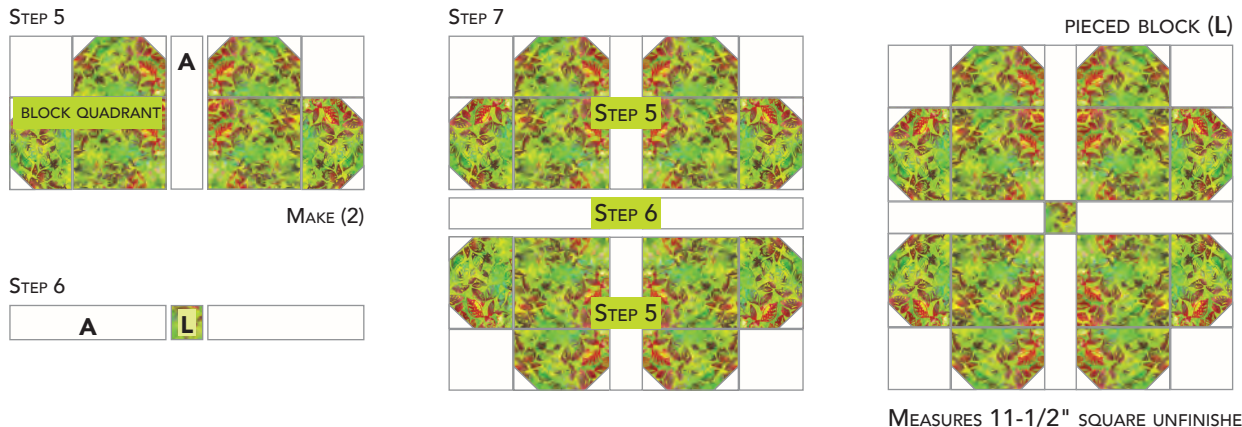 Step 5
A
BLOCK QUADRANT
Make (2)
Step 6
A
L
Step 7
Step 5
Step 6
Step 5
PIECED BLOCK (L)
Measures 11-1/2" square unfinishe